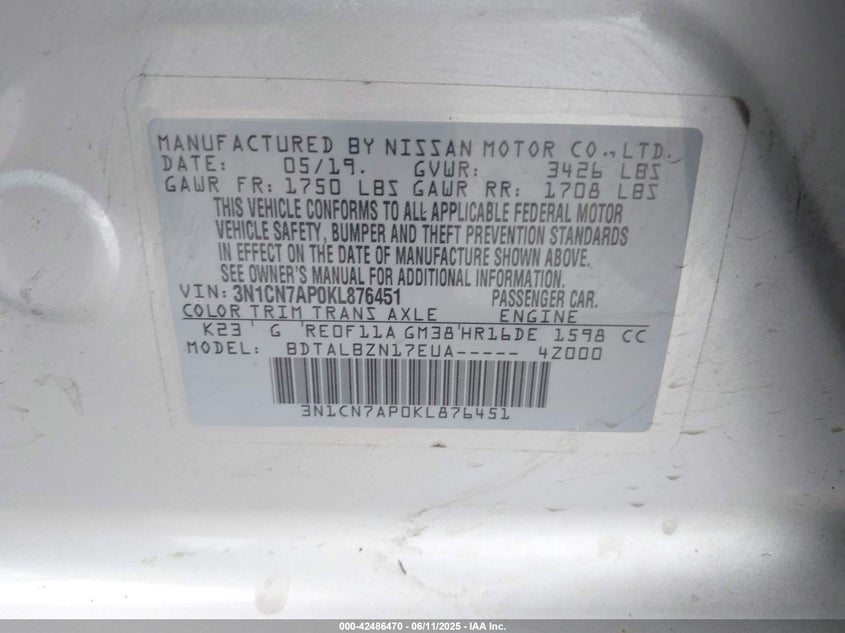 MANUFACTURED BY NISSAN MOTOR CO.,LTD.
DATE: 05/19. GVWR: 3426 LBS
GAWR FR: 1750 LBS GAWR RR: 1708 LBS
THIS VEHICLE CONFORMS TO ALL APPLICABLE FEDERAL MOTOR
VEHICLE SAFETY, BUMPER AND THEFT PREVENTION STANDARDS
IN EFFECT ON THE DATE OF MANUFACTURE SHOWN ABOVE.
SEE OWNER'S MANUAL FOR ADDITIONAL INFORMATION.
VIN: 3N1CN7AP0KL876451 PASSENGER CAR.
COLOR TRIM TRANS AXLE ENGINE
K23 G RE0F11A GM38 HR16DE 1598 CC
MODEL: BDTALBZN17EUA----- 4Z000
3N1CN7AP0KL876451
000-42486470 - 06/11/2025 - IAA Inc.